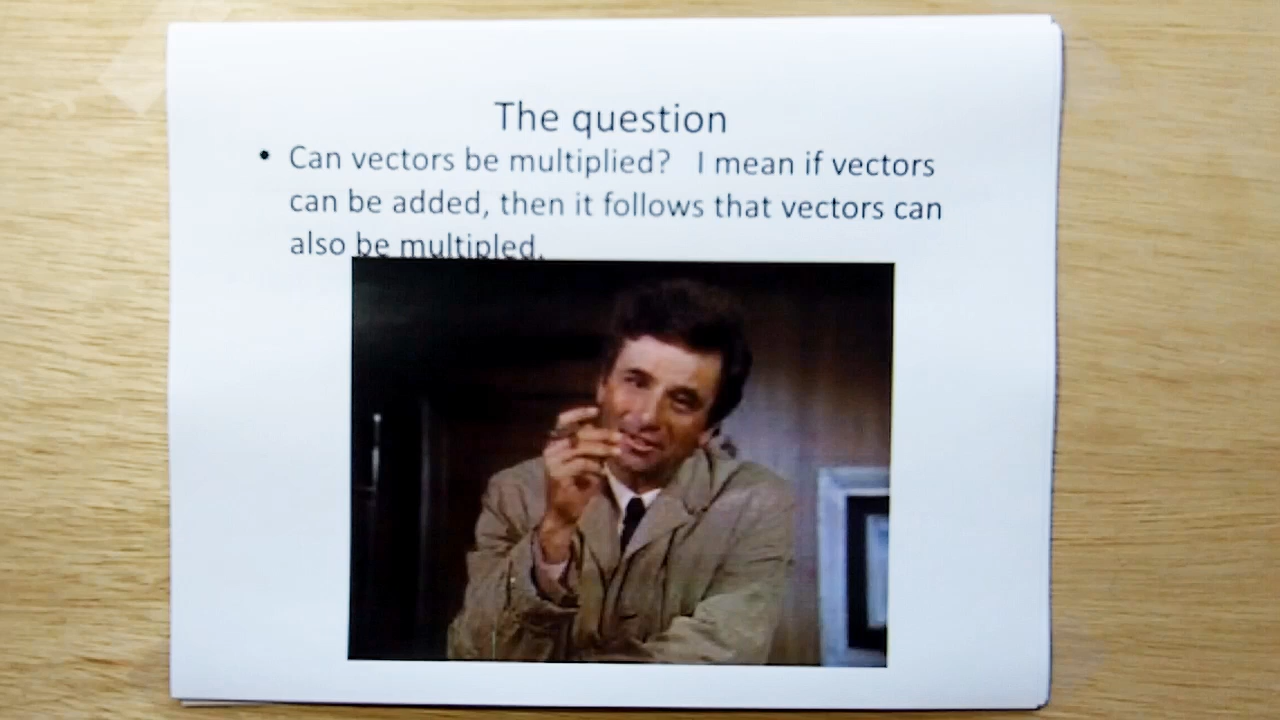 The question
• Can vectors be multiplied? I mean if vectors
can be added, then it follows that vectors can
also be multipled.